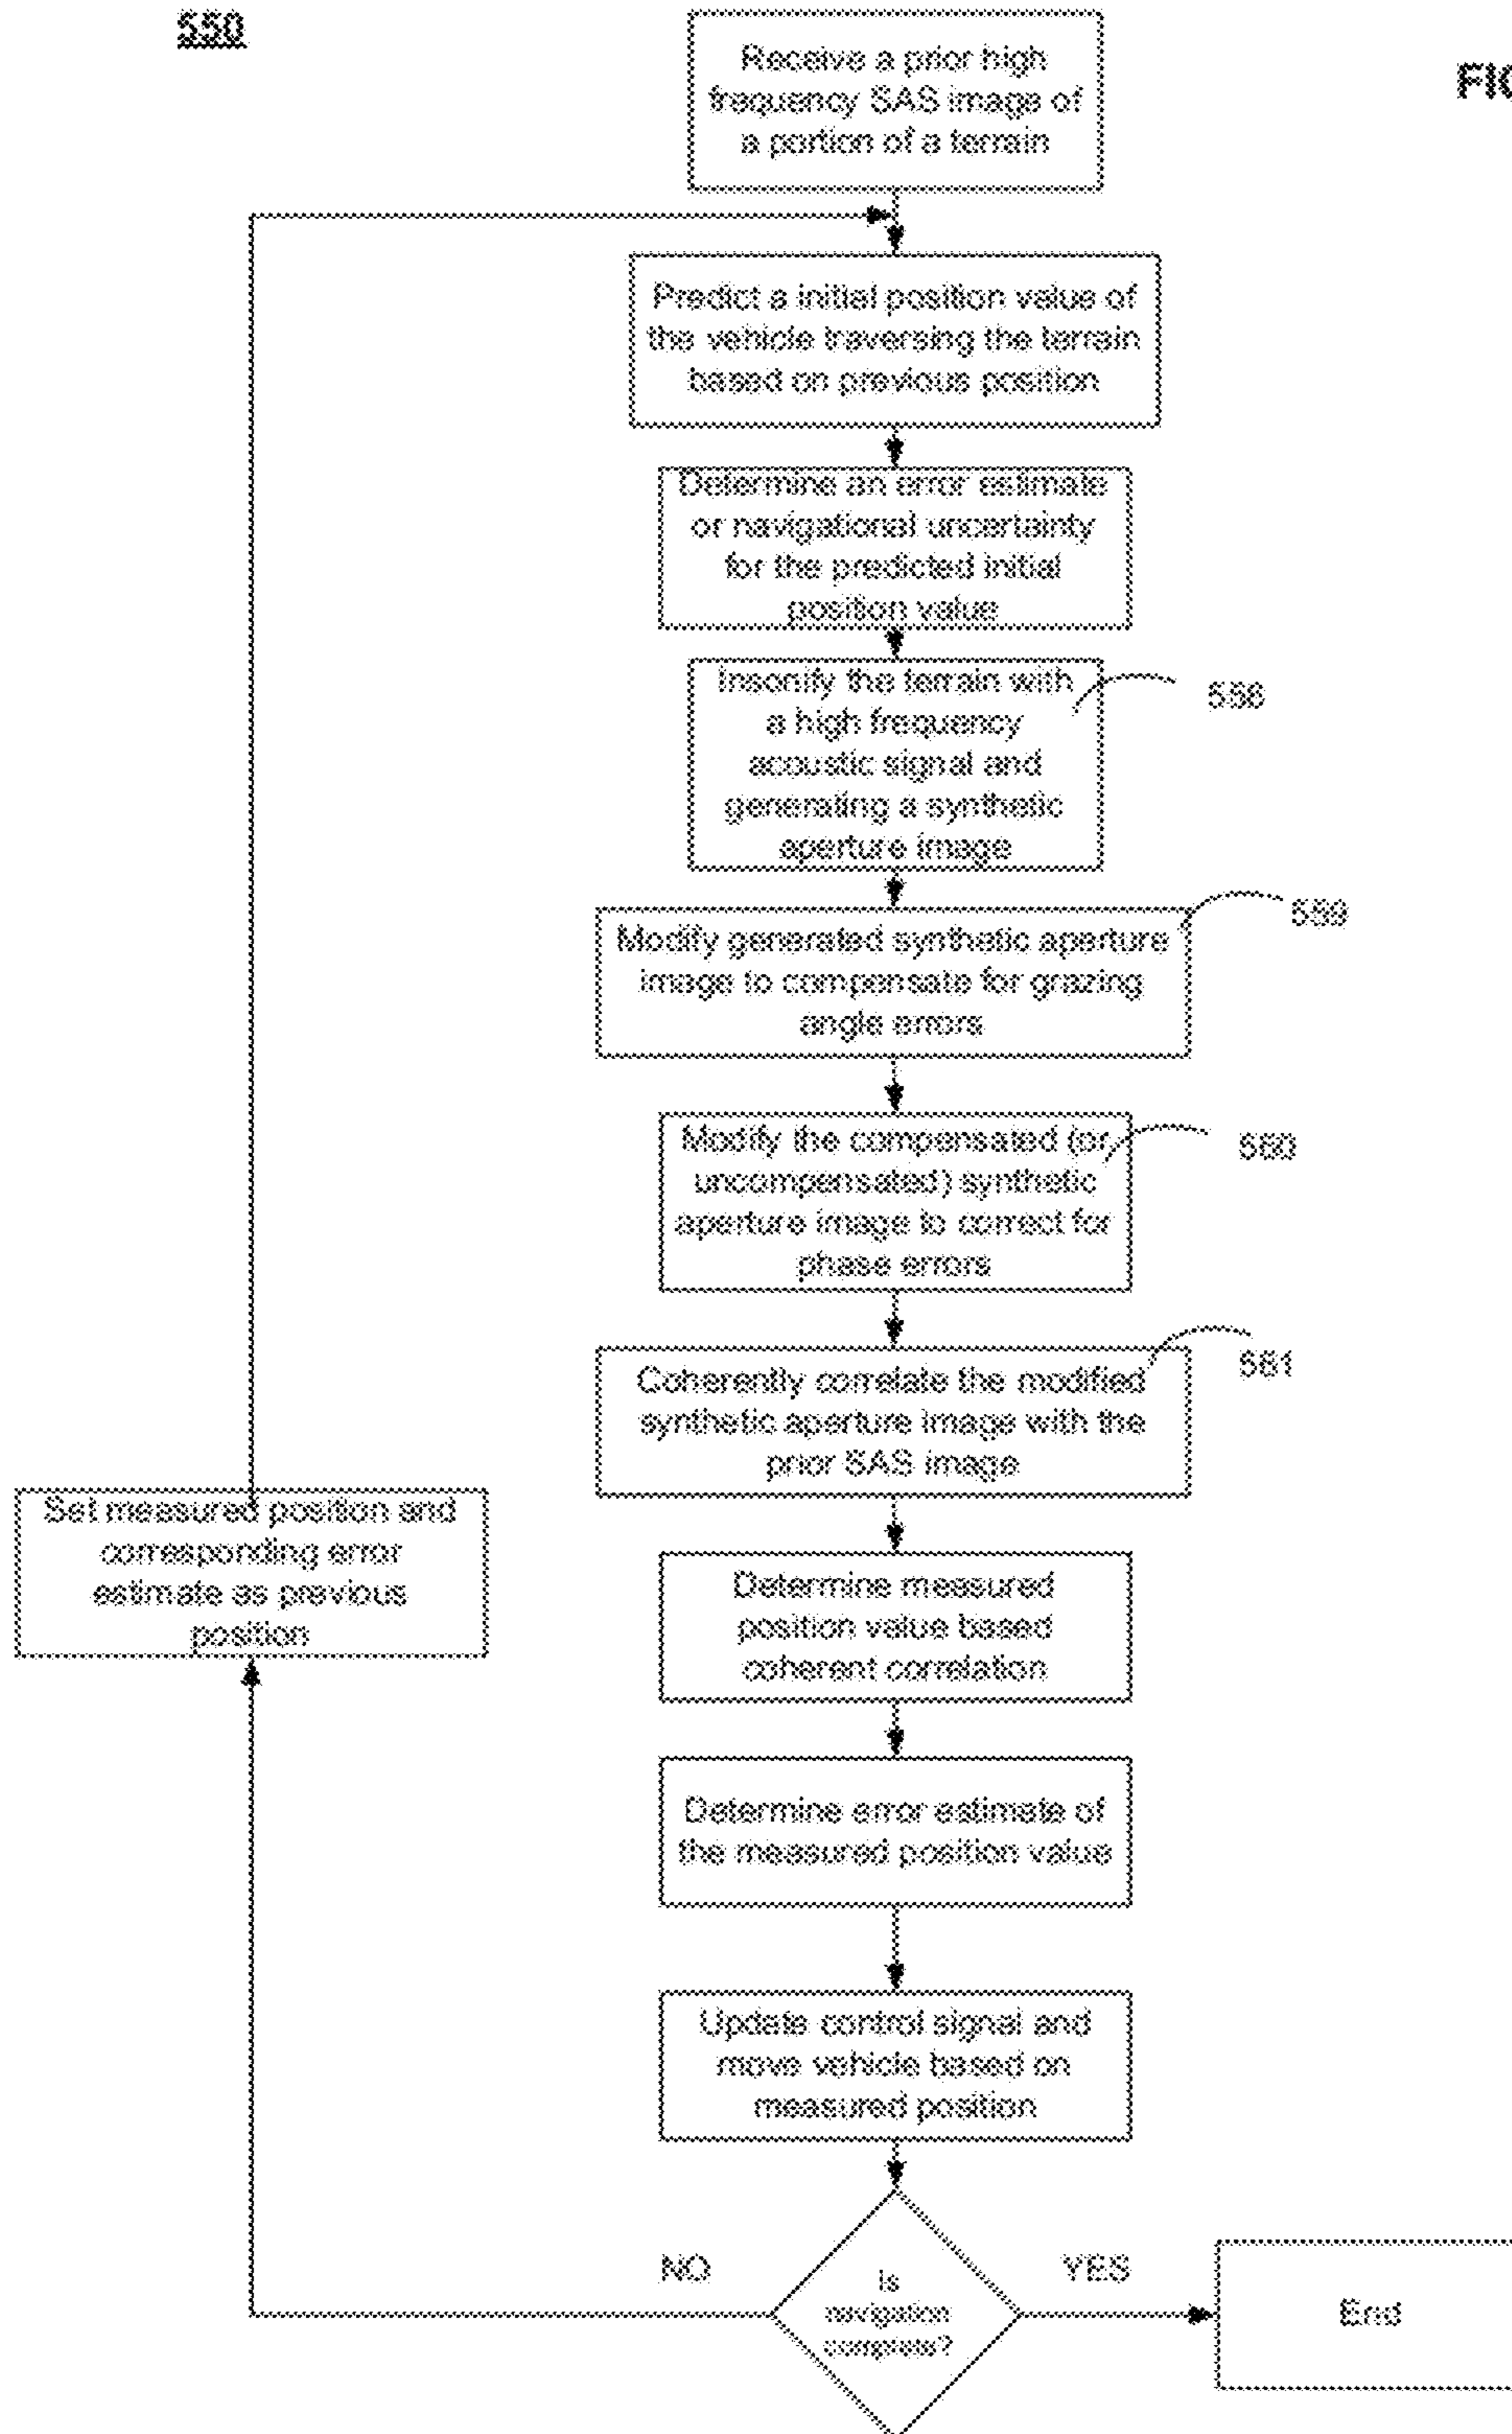 550
Receive a prior high
frequency SAS image of
a portion of a terrain
Predict a initial position value of
the vehicle traversing the terrain
based on previous position
Determine an error estimate
or navigational uncertainty
for the predicted initial
position value
Insonify the terrain with
a high frequency
acoustic signal and
generating a synthetic
aperture image
556
Modify generated synthetic aperture
image to compensate for grazing
angle errors
559
Modify the compensated (or
uncompensated) synthetic
aperture image to correct for
phase errors
560
Coherently correlate the modified
synthetic aperture image with the
prior SAS image
561
Set measured position and
corresponding error
estimate as previous
position
Determine measured
position value based
coherent correlation
Determine error estimate of
the measured position value
Update control signal and
move vehicle based on
measured position
NO
Is
navigation
complete?
YES
End